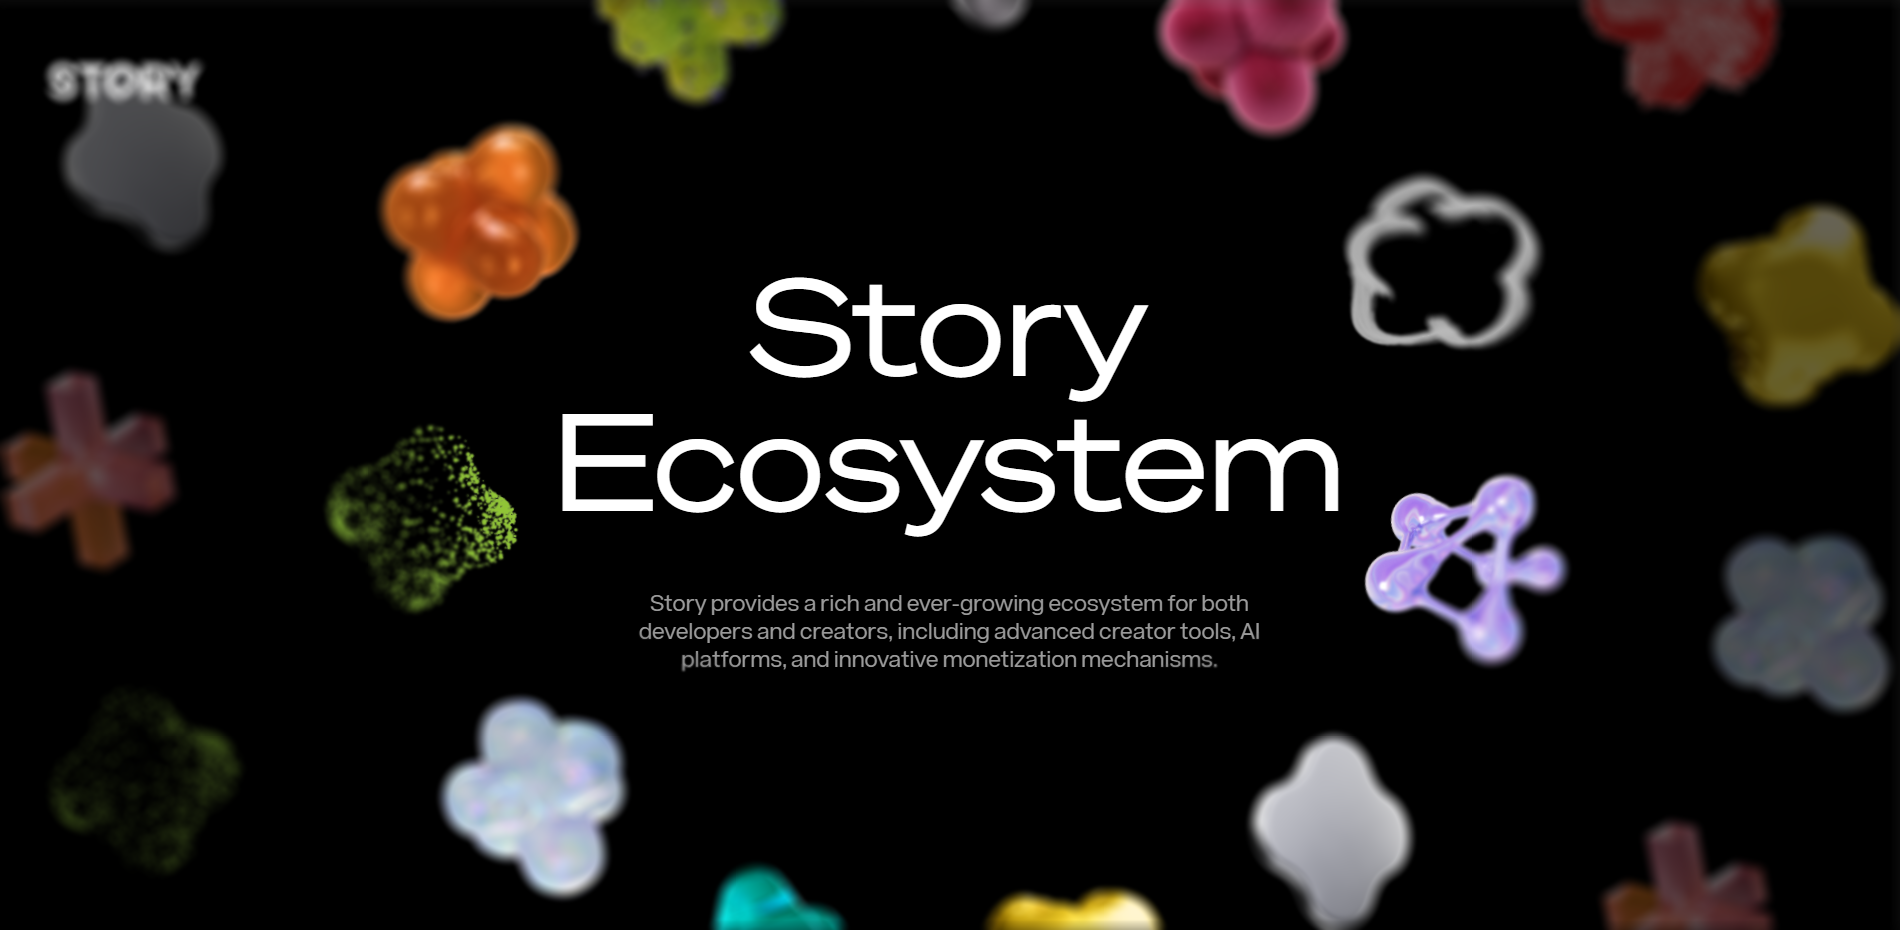 STORY
Story
Ecosystem
Story provides a rich and ever-growing ecosystem for both
developers and creators, including advanced creator tools, AI
platforms, and innovative monetization mechanisms.